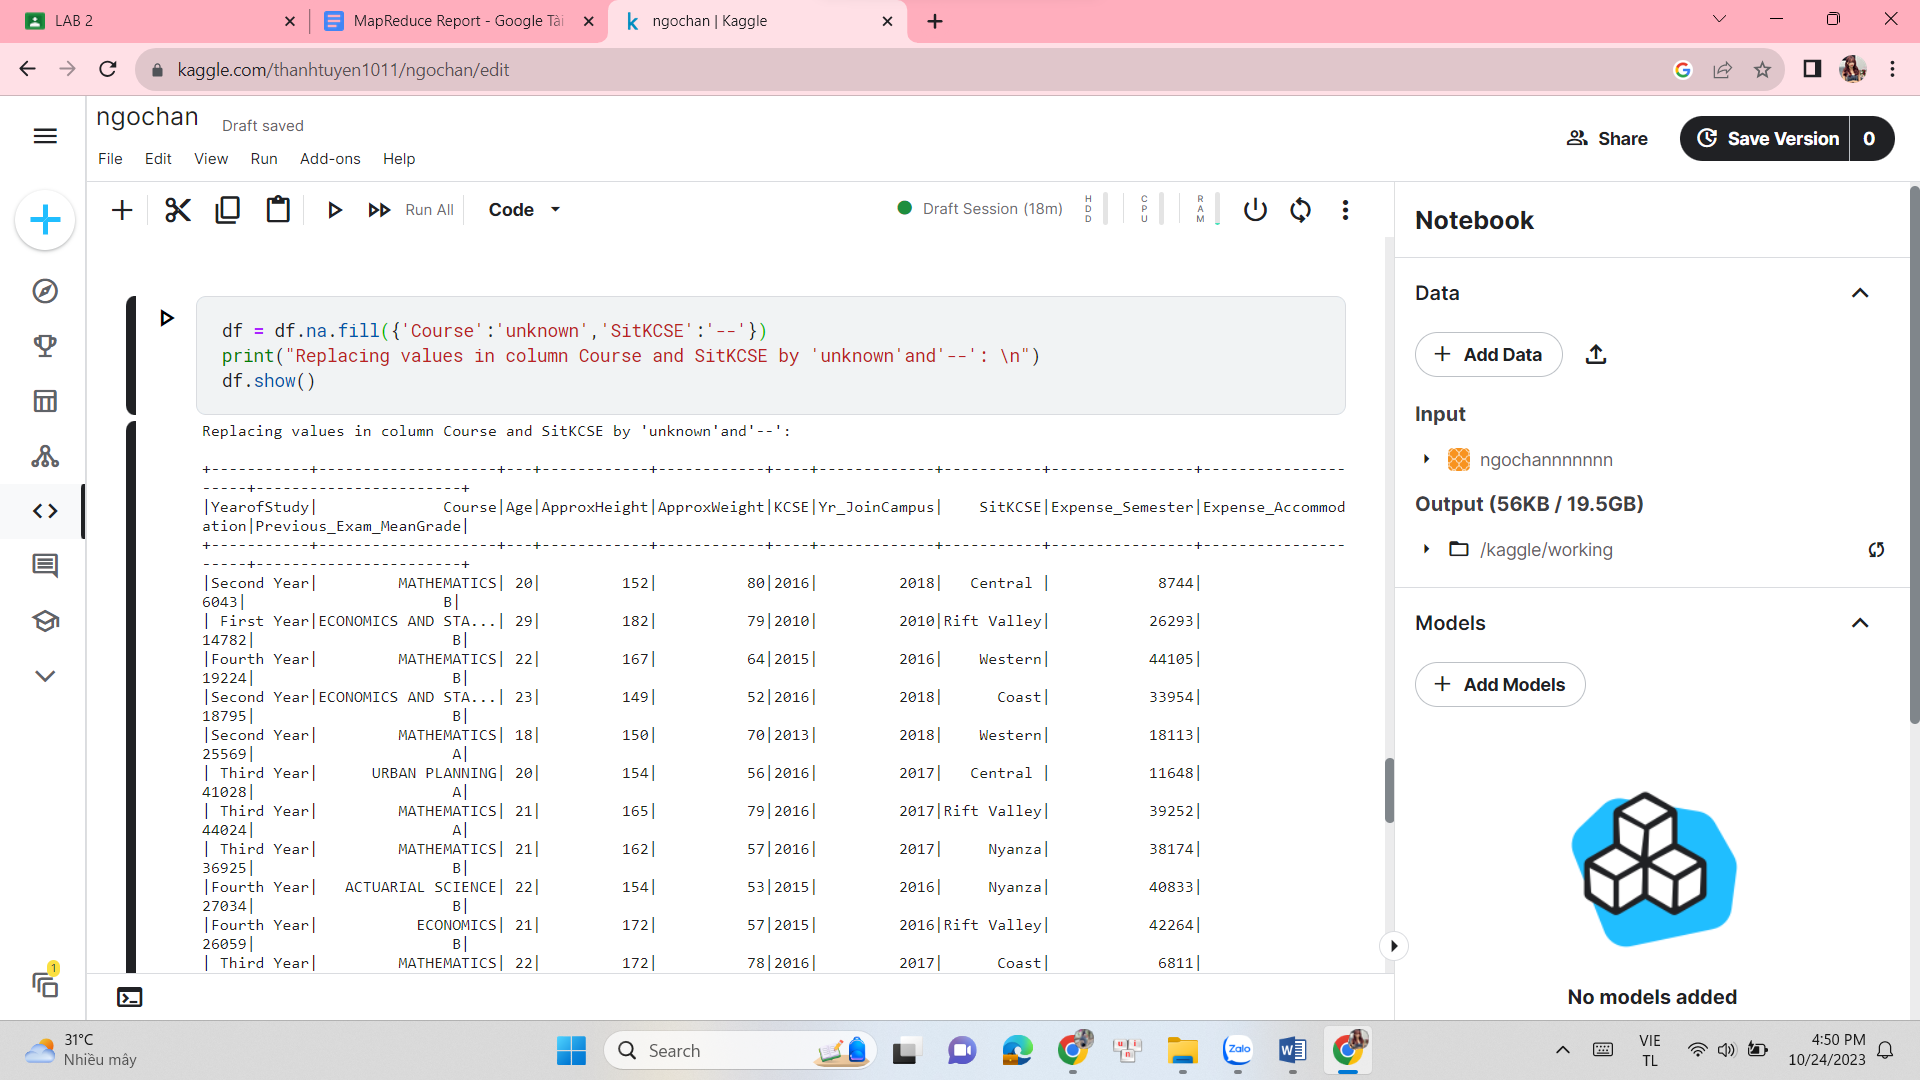 LAB 2
MapReduce Report - Google Tài
ngochan | Kaggle
kaggle.com/thanhtuyen1011/ngochan/edit
ngochan
Draft saved
File Edit View Run Add-ons Help
Share
Save Version 0
Run All
Code
Draft Session (18m)
HDD
CPU
RAM
df = df.na.fill({'Course':'unknown','SitKCSE':'--'})
print("Replacing values in column Course and SitKCSE by 'unknown'and'--': \n")
df.show()
Replacing values in column Course and SitKCSE by 'unknown'and'--':
+-----------+--------------------+---+------------+------------+----+-------------+-----------+----------------+----------------
-----+-----------------------+
|YearofStudy|              Course|Age|ApproxHeight|ApproxWeight|KCSE|Yr_JoinCampus|    SitKCSE|Expense_Semester|Expense_Accommod
ation|Previous_Exam_MeanGrade|
+-----------+--------------------+---+------------+------------+----+-------------+-----------+----------------+----------------
-----+-----------------------+
|Second Year|         MATHEMATICS| 20|         152|          80|2016|         2018|   Central |            8744|
6043|                      B|
| First Year|ECONOMICS AND STA...| 29|         182|          79|2010|         2010|Rift Valley|           26293|
14782|                      B|
|Fourth Year|         MATHEMATICS| 22|         167|          64|2015|         2016|    Western|           44105|
19224|                      B|
|Second Year|ECONOMICS AND STA...| 23|         149|          52|2016|         2018|      Coast|           33954|
18795|                      B|
|Second Year|         MATHEMATICS| 18|         150|          70|2013|         2018|    Western|           18113|
25569|                      A|
| Third Year|      URBAN PLANNING| 20|         154|          56|2016|         2017|   Central |           11648|
41028|                      A|
| Third Year|         MATHEMATICS| 21|         165|          79|2016|         2017|Rift Valley|           39252|
44024|                      A|
| Third Year|         MATHEMATICS| 21|         162|          57|2016|         2017|     Nyanza|           38174|
36925|                      B|
|Fourth Year|   ACTUARIAL SCIENCE| 22|         154|          53|2015|         2016|     Nyanza|           40833|
27034|                      B|
|Fourth Year|           ECONOMICS| 21|         172|          57|2015|         2016|Rift Valley|           42264|
26059|                      B|
| Third Year|         MATHEMATICS| 22|         172|          78|2016|         2017|      Coast|            6811|
Notebook
Data
Add Data
Input
ngochannnnnnn
Output (56KB / 19.5GB)
/kaggle/working
Models
Add Models
No models added
1
31°C
Nhiều mây
Search
Zalo
VIE
TL
4:50 PM
10/24/2023